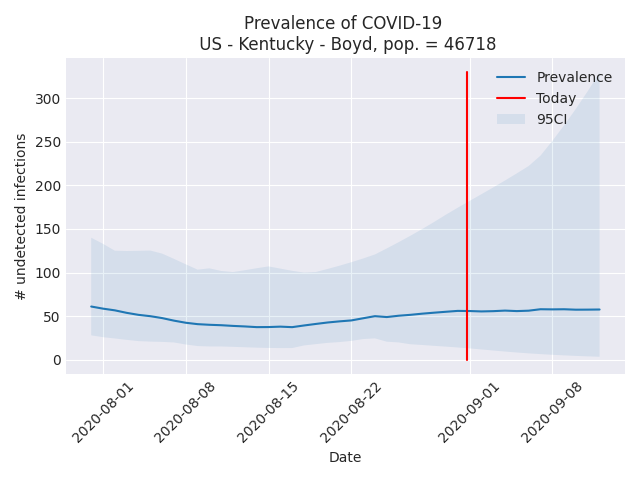 Prevalence of COVID-19
US - Kentucky - Boyd, pop. = 46718
Prevalence
Today
95CI
# undetected infections
300
250
200
150
100
50
0
2020-08-01
2020-08-08
2020-08-15
2020-08-22
2020-09-01
2020-09-08
Date